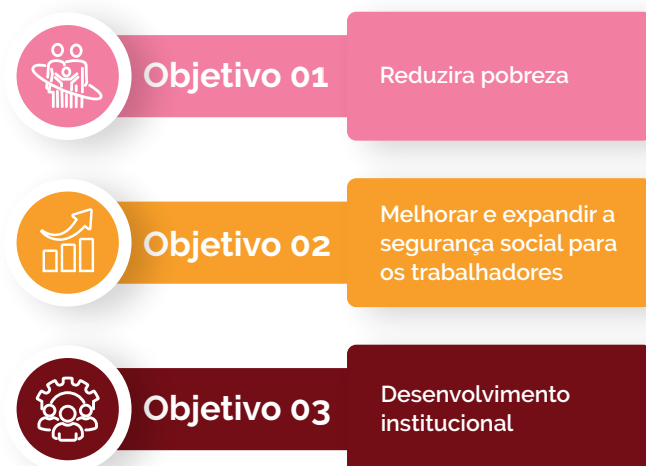 Objetivo 01
Reduzira pobreza
Objetivo 02
Melhorar e expandir a
segurança social para
os trabalhadores
Objetivo 03
Desenvolvimento
institucional